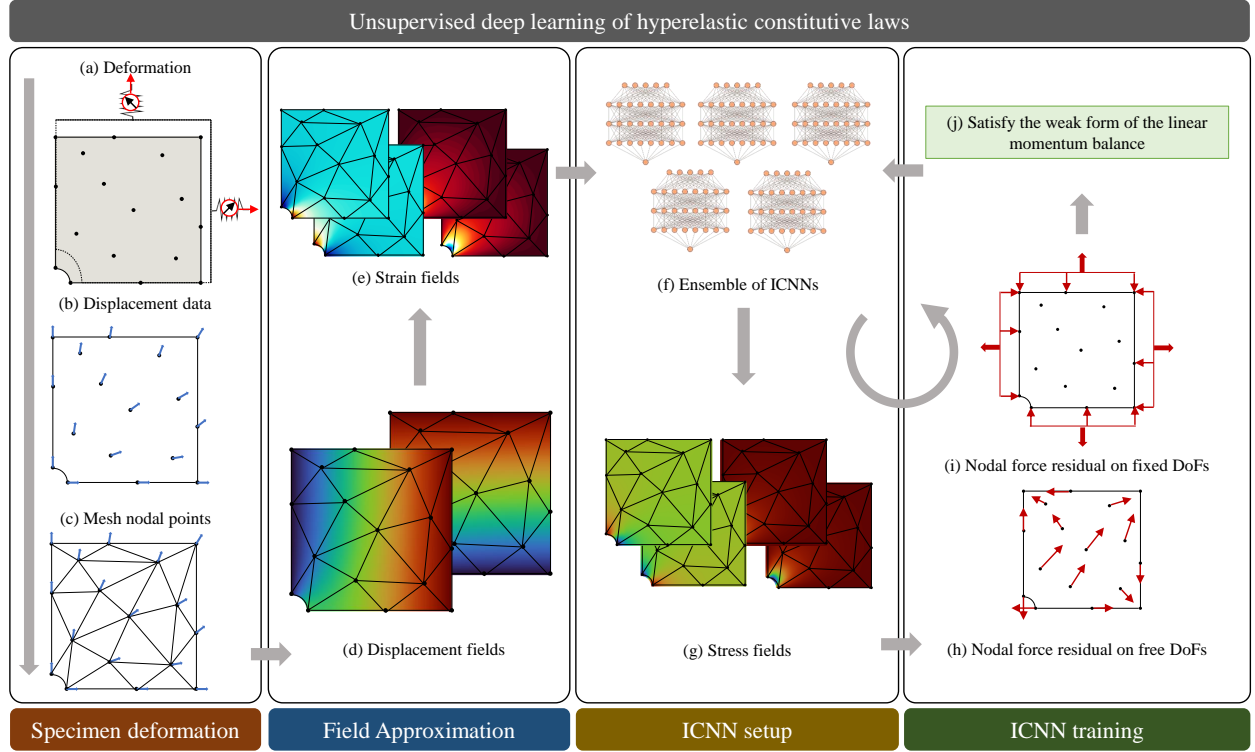 Unsupervised deep learning of hyperelastic constitutive laws
(a) Deformation
(b) Displacement data
(c) Mesh nodal points
Specimen deformation
(e) Strain fields
(d) Displacement fields
Field Approximation
(f) Ensemble of ICNNs
(g) Stress fields
ICNN setup
(j) Satisfy the weak form of the linear
momentum balance
(i) Nodal force residual on fixed DoFs
(h) Nodal force residual on free DoFs
ICNN training